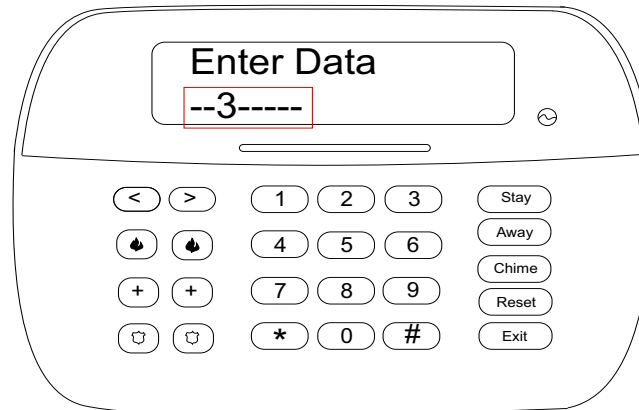 Enter Data
--3-----
< > 1 2 3 Stay
Away
4 5 6
Chime
+ + 7 8 9
Reset
* 0 # Exit